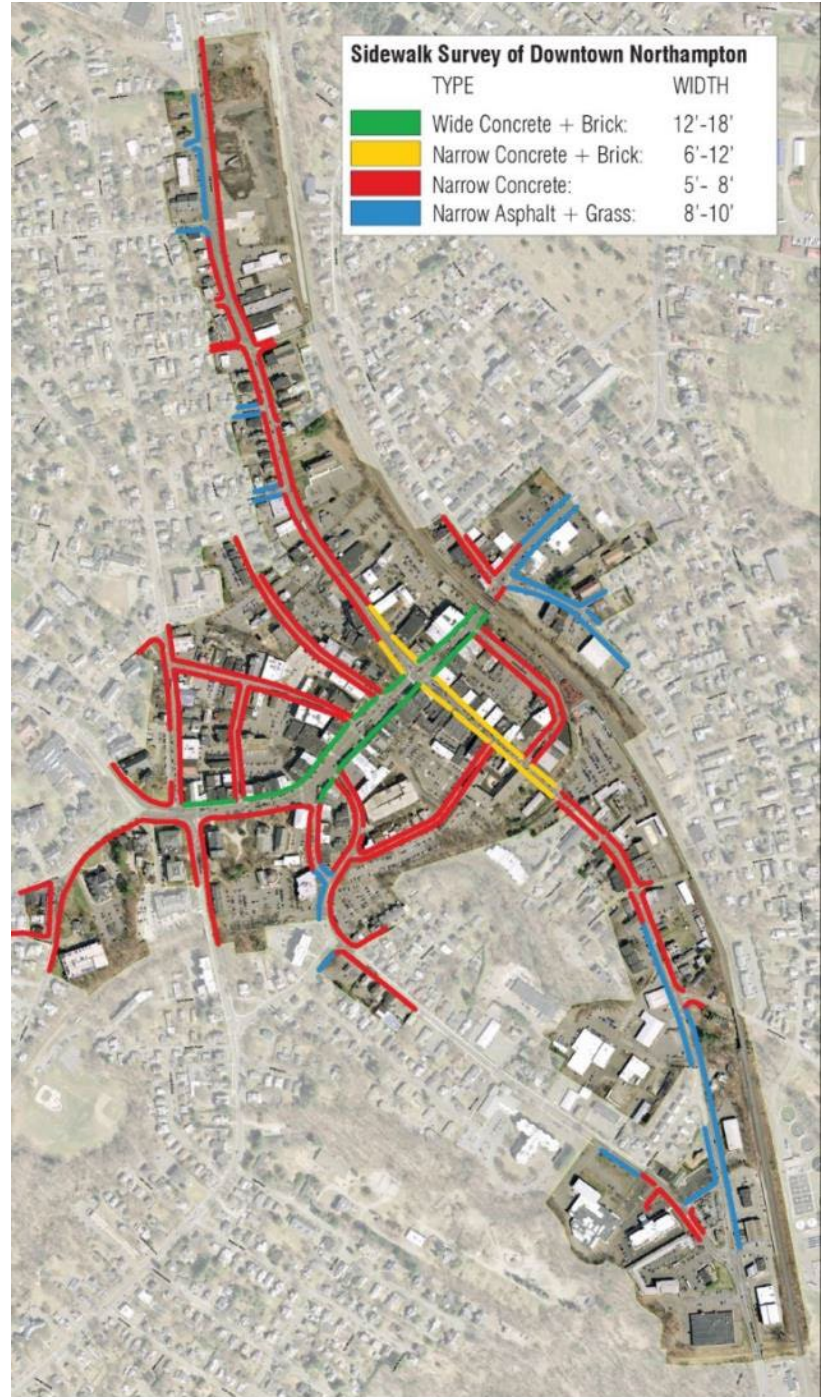 Sidewalk Survey of Downtown Northampton
TYPE WIDTH
Wide Concrete + Brick: 12'-18'
Narrow Concrete + Brick: 6'-12'
Narrow Concrete: 5'- 8'
Narrow Asphalt + Grass: 8'-10'